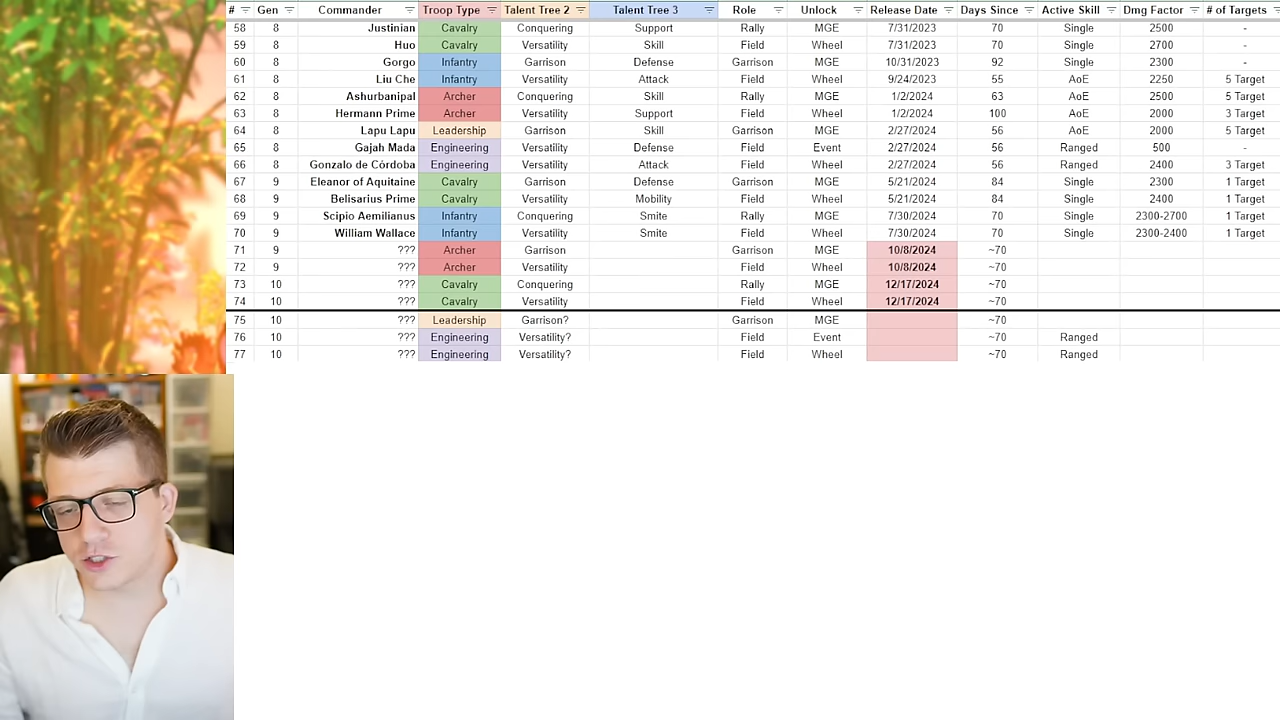 # Gen Commander Troop Type Talent Tree 2 Talent Tree 3 Role Unlock Release Date Days Since Active Skill Dmg Factor # of Targets
58 8 Justinian Cavalry Conquering Support Rally MGE 7/31/2023 70 Single 2500 -
59 8 Huo Cavalry Versatility Skill Field Wheel 7/31/2023 70 Single 2700 -
60 8 Gorgo Infantry Garrison Defense Garrison MGE 10/31/2023 92 Single 2300 -
61 8 Liu Che Infantry Versatility Attack Field Wheel 9/24/2023 55 AoE 2250 5 Target
62 8 Ashurbanipal Archer Conquering Skill Rally MGE 1/2/2024 63 AoE 2500 5 Target
63 8 Hermann Prime Archer Versatility Support Field Wheel 1/2/2024 100 AoE 2000 3 Target
64 8 Lapu Lapu Leadership Garrison Skill Garrison MGE 2/27/2024 56 AoE 2000 5 Target
65 8 Gajah Mada Engineering Versatility Defense Field Event 2/27/2024 56 Ranged 500 -
66 8 Gonzalo de Córdoba Engineering Versatility Attack Field Wheel 2/27/2024 56 Ranged 2400 3 Target
67 9 Eleanor of Aquitaine Cavalry Garrison Defense Garrison MGE 5/21/2024 84 Single 2300 1 Target
68 9 Belisarius Prime Cavalry Versatility Mobility Field Wheel 5/21/2024 84 Single 2400 1 Target
69 9 Scipio Aemilianus Infantry Conquering Smite Rally MGE 7/30/2024 70 Single 2300-2700 1 Target
70 9 William Wallace Infantry Versatility Smite Field Wheel 7/30/2024 70 Single 2300-2400 1 Target
71 9 ??? Archer Garrison Garrison MGE 10/8/2024 ~70
72 9 ??? Archer Versatility Field Wheel 10/8/2024 ~70
73 10 ??? Cavalry Conquering Rally MGE 12/17/2024 ~70
74 10 ??? Cavalry Versatility Field Wheel 12/17/2024 ~70
75 10 ??? Leadership Garrison? Garrison MGE ~70
76 10 ??? Engineering Versatility? Field Event ~70 Ranged
77 10 ??? Engineering Versatility? Field Wheel ~70 Ranged